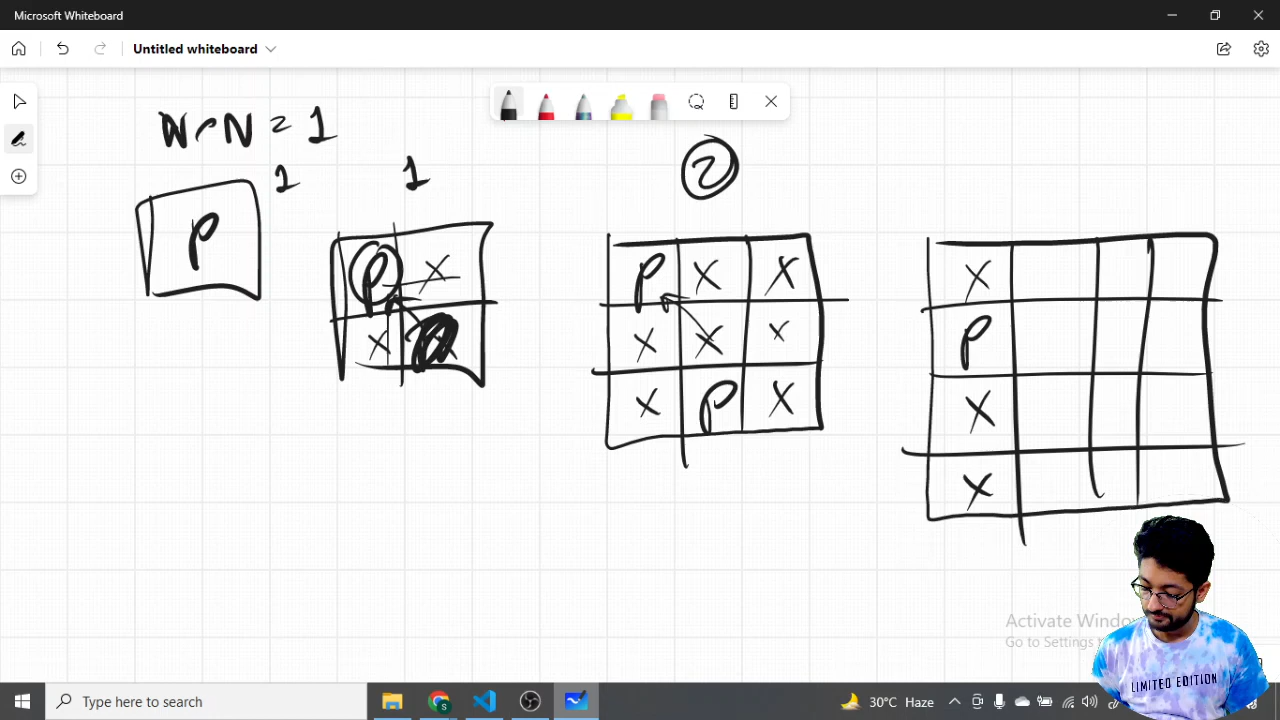 Microsoft Whiteboard
Untitled whiteboard
N = 1
1
1
2
P
P X
X
P X X
X X X
X P X
X
P
X
X
Activate Windo
Go to Settings
LIMITED EDITION
Type here to search
30°C Haze